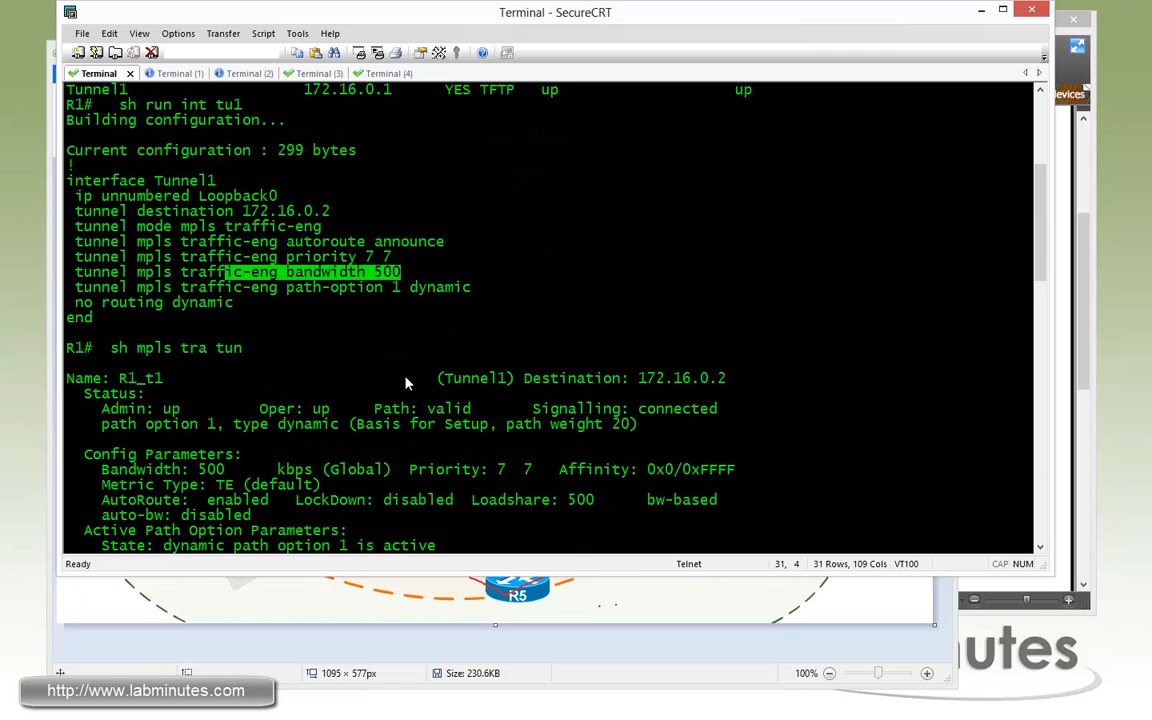 Terminal - SecureCRT
File Edit View Options Transfer Script Tools Help
Terminal Terminal (1) Terminal (2) Terminal (3) Terminal (4)
Tunnel1 172.16.0.1 YES TFTP up up
R1# sh run int tu1
Building configuration...
Current configuration : 299 bytes
!
interface Tunnel1
ip unnumbered Loopback0
tunnel destination 172.16.0.2
tunnel mode mpls traffic-eng
tunnel mpls traffic-eng autoroute announce
tunnel mpls traffic-eng priority 7 7
tunnel mpls traffic-eng bandwidth 500
tunnel mpls traffic-eng path-option 1 dynamic
no routing dynamic
end
R1# sh mpls tra tun
Name: R1_t1 (Tunnel1) Destination: 172.16.0.2
Status:
Admin: up Oper: up Path: valid Signalling: connected
path option 1, type dynamic (Basis for Setup, path weight 20)
Config Parameters:
Bandwidth: 500 kbps (Global) Priority: 7 7 Affinity: 0x0/0xFFFF
Metric Type: TE (default)
AutoRoute: enabled LockDown: disabled Loadshare: 500 bw-based
auto-bw: disabled
Active Path Option Parameters:
State: dynamic path option 1 is active
Ready Telnet 31, 4 31 Rows, 109 Cols VT100 CAP NUM
devices
R5
1095 × 577px Size: 230.6KB 100%
http://www.labminutes.com
nutes